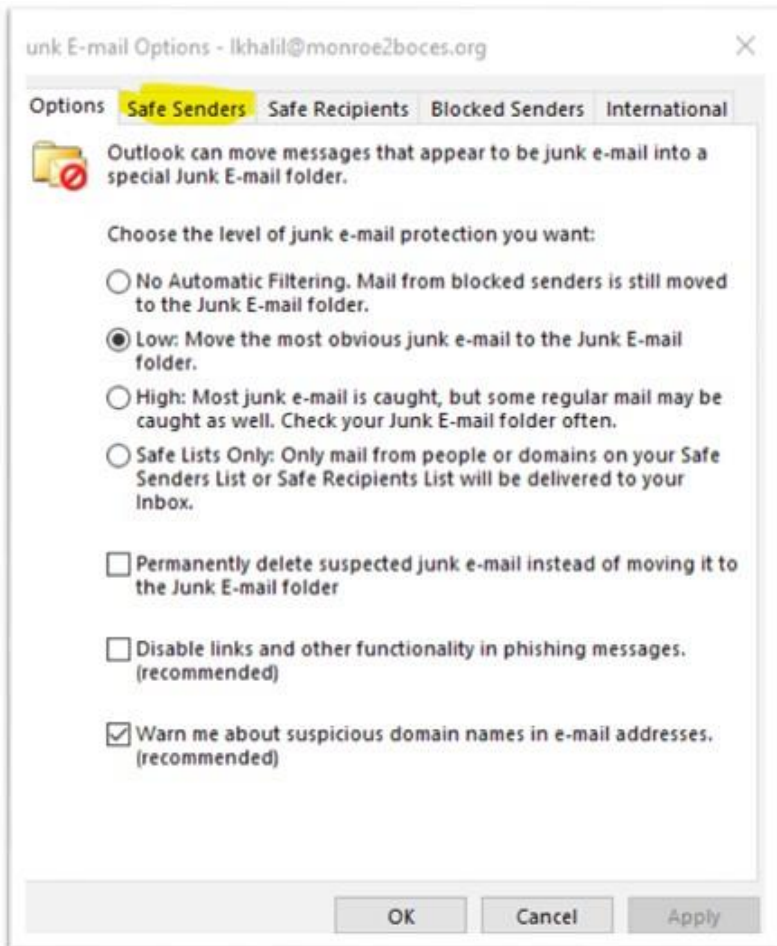 unk E-mail Options - lkhalil@monroe2boces.org
Options Safe Senders Safe Recipients Blocked Senders International
Outlook can move messages that appear to be junk e-mail into a
special Junk E-mail folder.
Choose the level of junk e-mail protection you want:
No Automatic Filtering. Mail from blocked senders is still moved
to the Junk E-mail folder.
Low: Move the most obvious junk e-mail to the Junk E-mail
folder.
High: Most junk e-mail is caught, but some regular mail may be
caught as well. Check your Junk E-mail folder often.
Safe Lists Only: Only mail from people or domains on your Safe
Senders List or Safe Recipients List will be delivered to your
Inbox.
Permanently delete suspected junk e-mail instead of moving it to
the Junk E-mail folder
Disable links and other functionality in phishing messages.
(recommended)
Warn me about suspicious domain names in e-mail addresses.
(recommended)
OK Cancel Apply